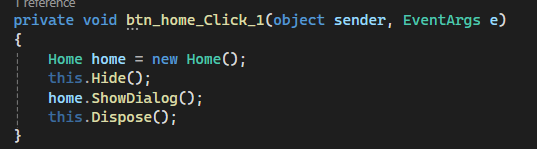 1 reference
private void btn_home_Click_1(object sender, EventArgs e)
{
Home home = new Home();
this.Hide();
home.ShowDialog();
this.Dispose();
}